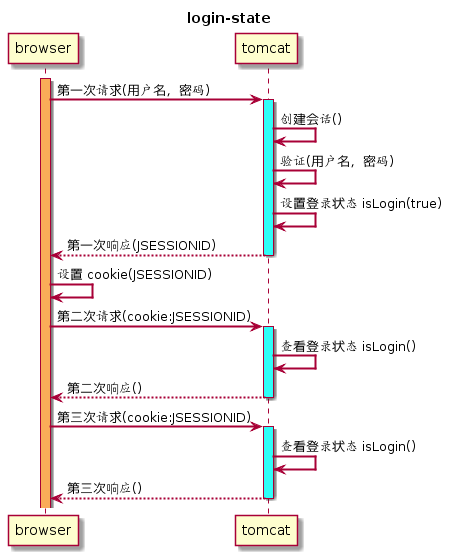 login-state
browser
tomcat
第一次请求(用户名，密码)
创建会话()
验证(用户名，密码)
设置登录状态 isLogin(true)
第一次响应(JSESSIONID)
设置 cookie(JSESSIONID)
第二次请求(cookie:JSESSIONID)
查看登录状态 isLogin()
第二次响应()
第三次请求(cookie:JSESSIONID)
查看登录状态 isLogin()
第三次响应()
browser
tomcat